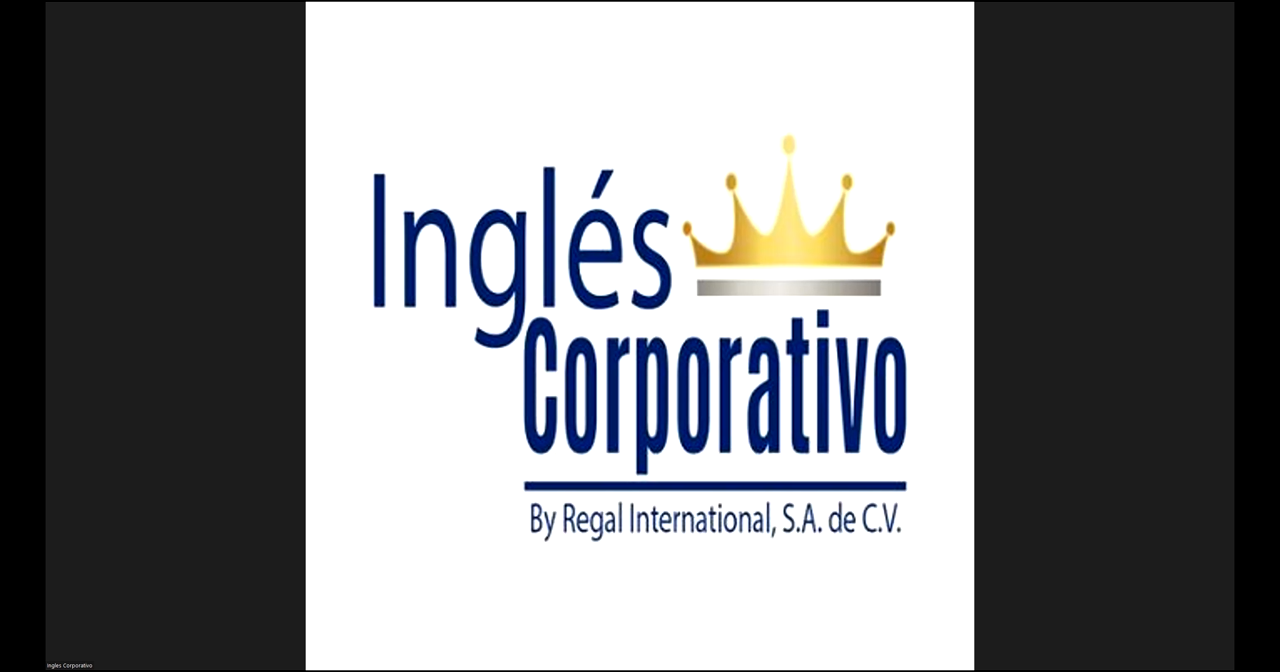 Inglés
Corporativo
By Regal International, S.A. de C.V.
Ingles Corporativo